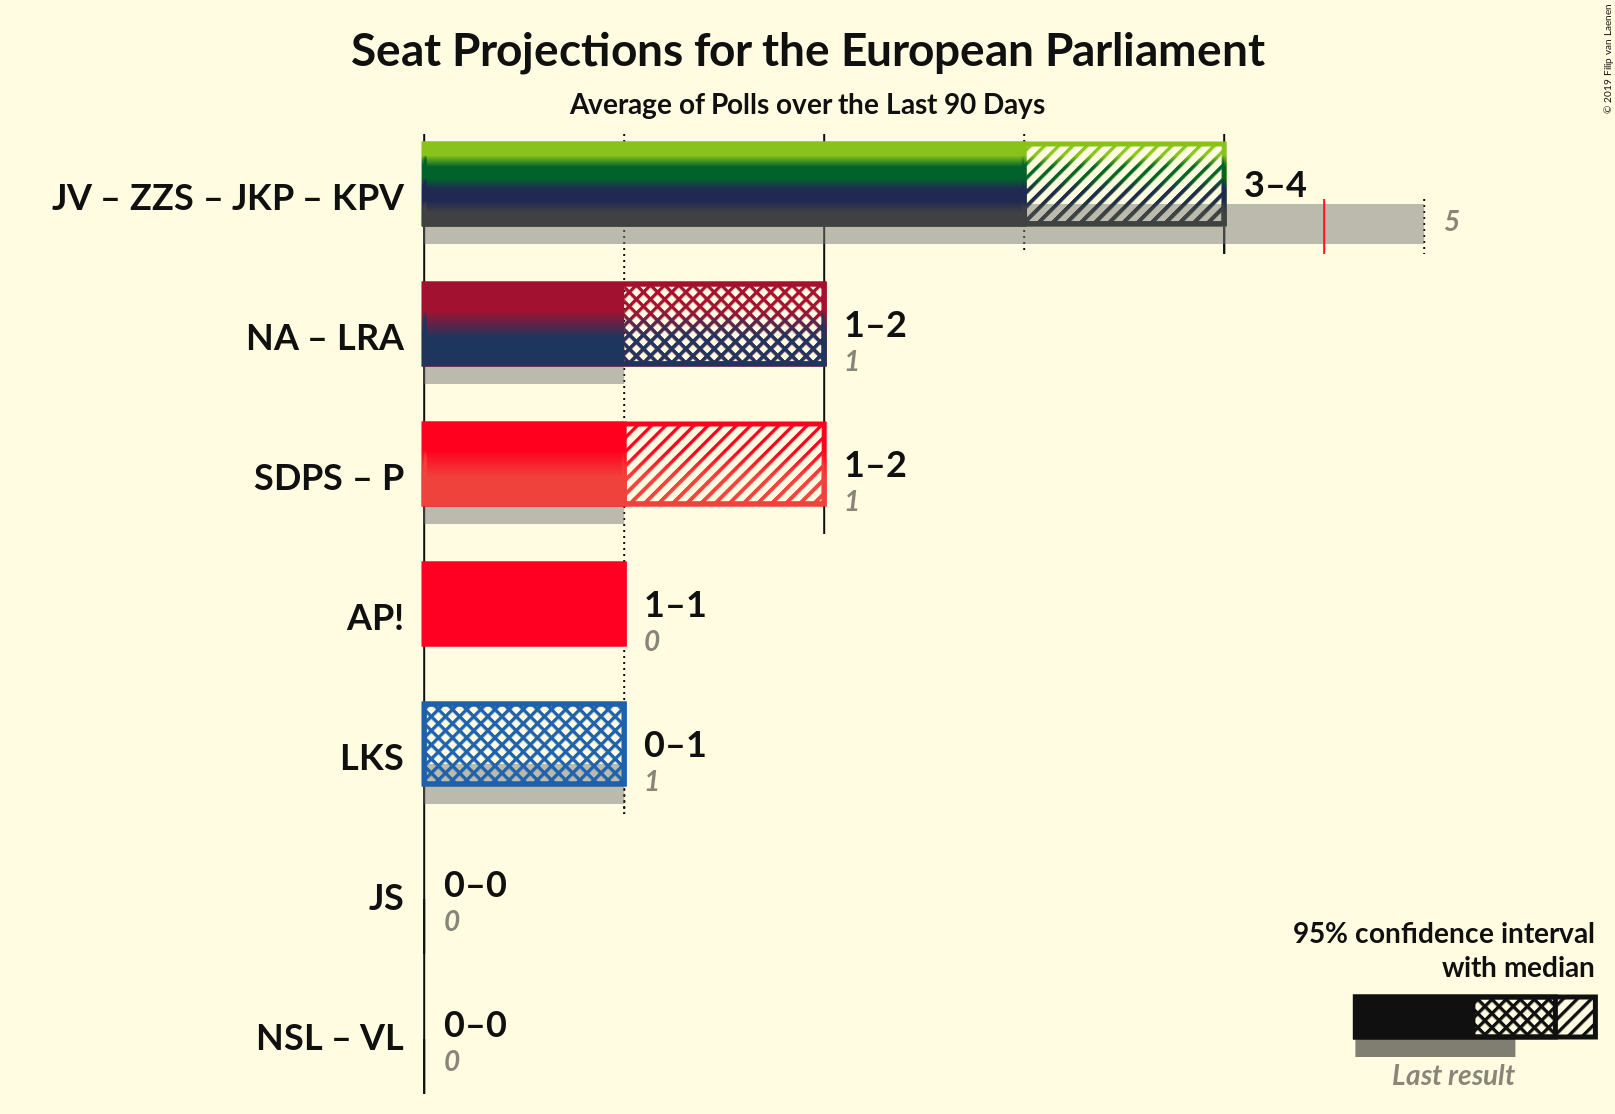 Seat Projections for the European Parliament
Average of Polls over the Last 90 Days
© 2019 Filip van Laenen
JV – ZZS – JKP – KPV
3–4
5
NA – LRA
1–2
1
SDPS – P
1–2
1
AP!
1–1
0
LKS
0–1
1
JS
0–0
0
NSL – VL
0–0
0
95% confidence interval
with median
Last result